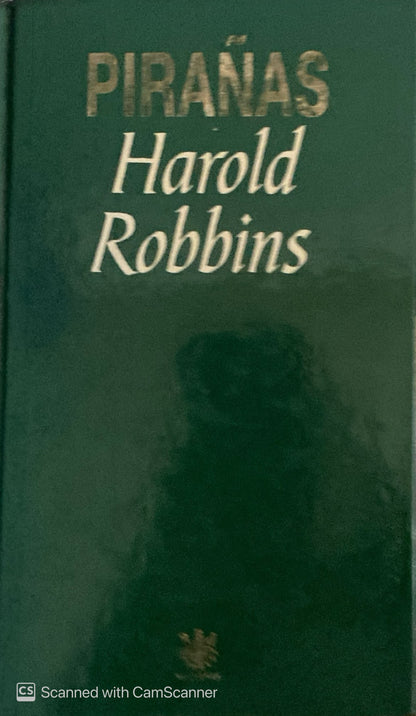 PIRAÑAS
Harold
Robbins
CS Scanned with CamScanner